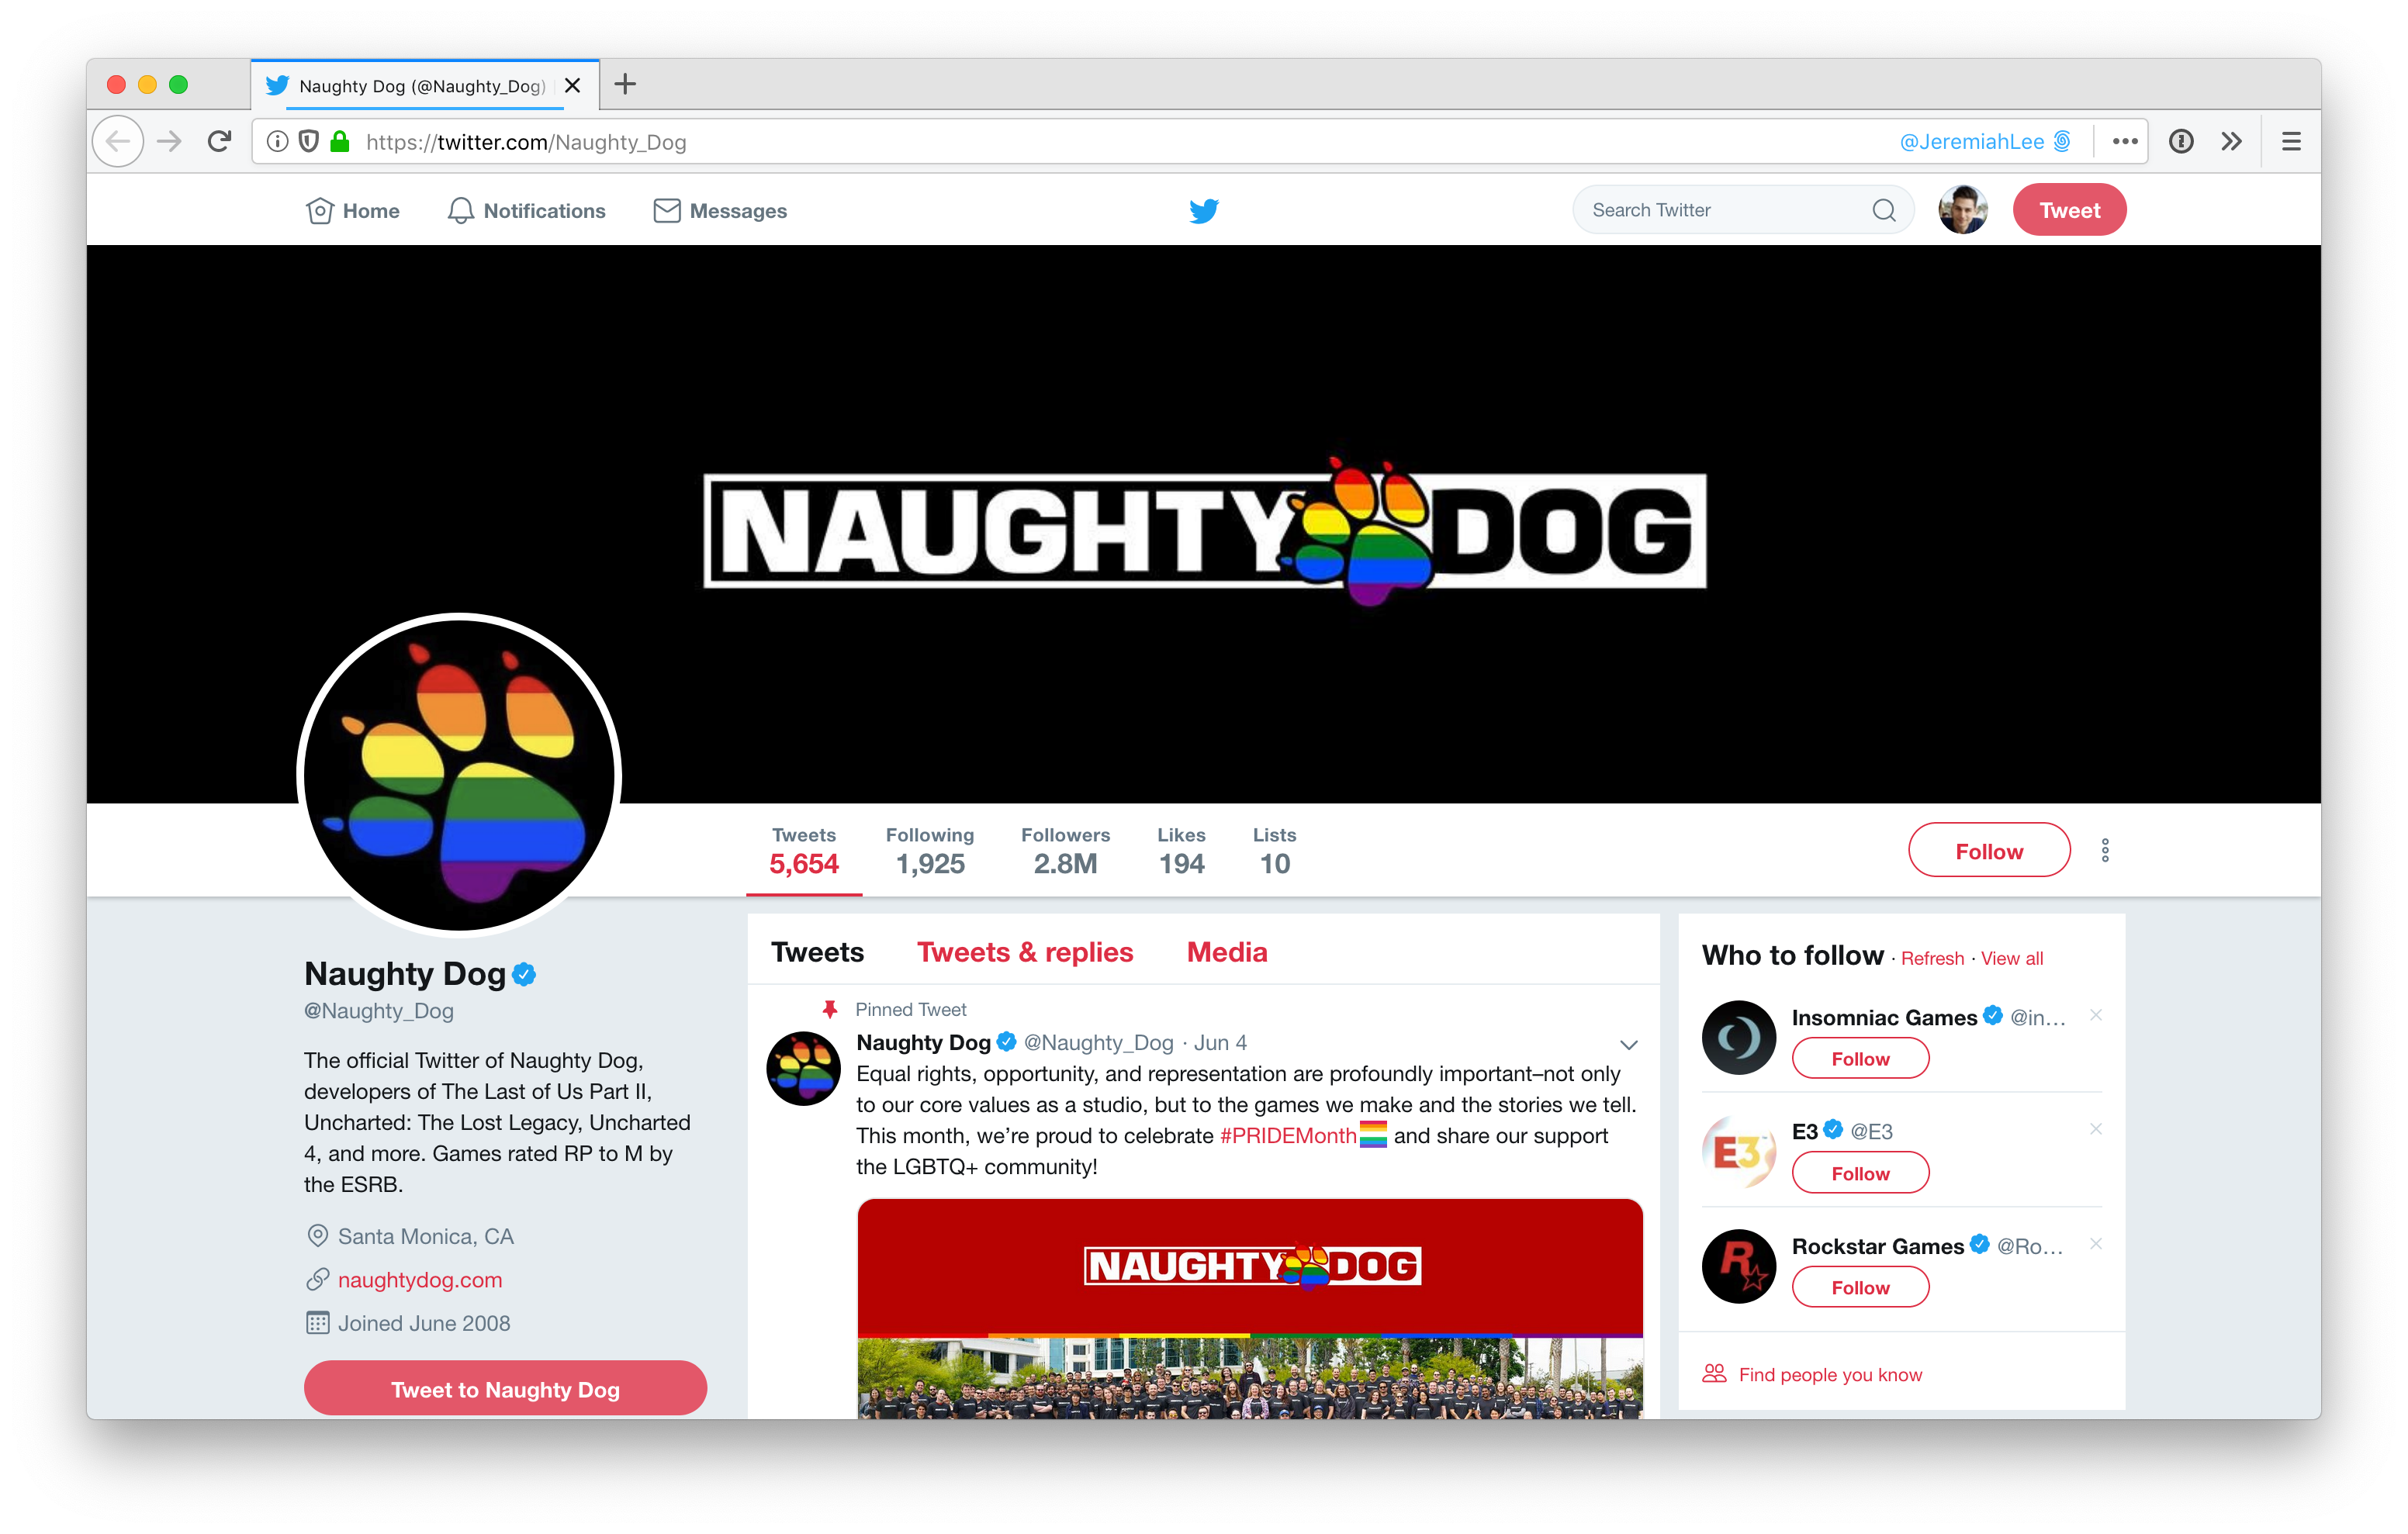 Naughty Dog (@Naughty_Dog)
https://twitter.com/Naughty_Dog
@JeremiahLee
Home
Notifications
Messages
Search Twitter
Tweet
NAUGHTY DOG
Tweets
5,654
Following
1,925
Followers
2.8M
Likes
194
Lists
10
Follow
Naughty Dog
@Naughty_Dog
The official Twitter of Naughty Dog,
developers of The Last of Us Part II,
Uncharted: The Lost Legacy, Uncharted
4, and more. Games rated RP to M by
the ESRB.
Santa Monica, CA
naughtydog.com
Joined June 2008
Tweet to Naughty Dog
Tweets Tweets & replies Media
Pinned Tweet
Naughty Dog @Naughty_Dog · Jun 4
Equal rights, opportunity, and representation are profoundly important–not only
to our core values as a studio, but to the games we make and the stories we tell.
This month, we’re proud to celebrate #PRIDEMonth and share our support
the LGBTQ+ community!
NAUGHTY DOG
Who to follow · Refresh · View all
Insomniac Games @in...
Follow
E3
E3 @E3
Follow
R
Rockstar Games @Ro...
Follow
Find people you know